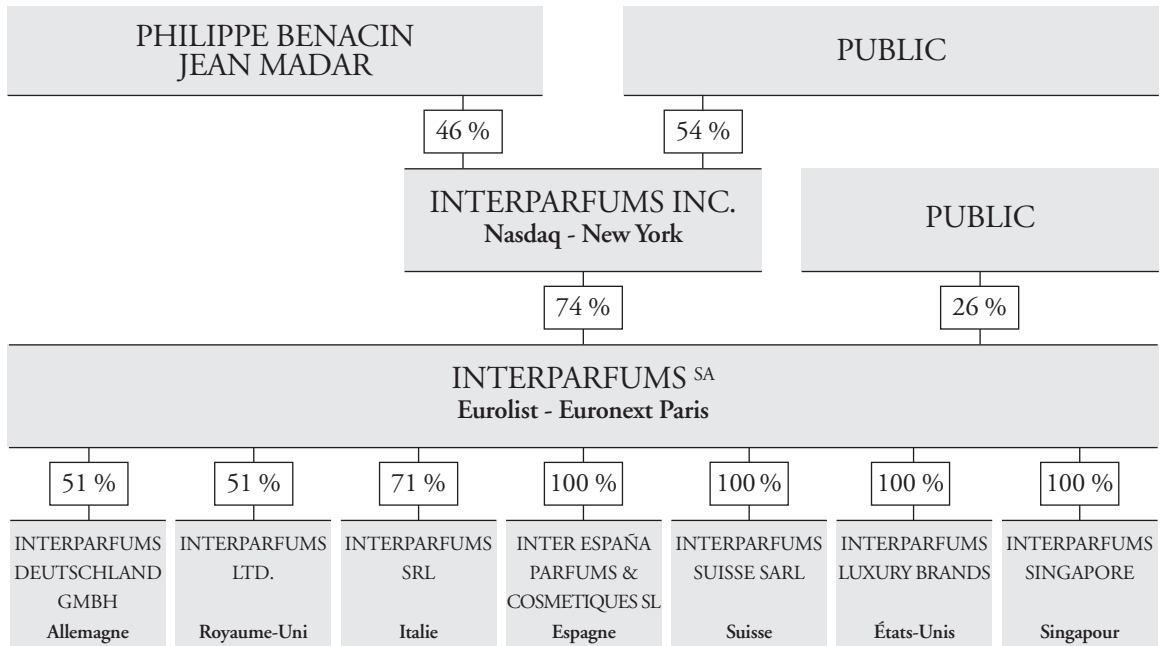 PHILIPPE BENACIN
JEAN MADAR
PUBLIC
46 %
54 %
INTERPARFUMS INC.
Nasdaq - New York
PUBLIC
74 %
26 %
INTERPARFUMS SA
Eurolist - Euronext Paris
51 %
51 %
71 %
100 %
100 %
100 %
100 %
INTERPARFUMS
DEUTSCHLAND
GMBH
Allemagne
INTERPARFUMS
LTD.
Royaume-Uni
INTERPARFUMS
SRL
Italie
INTER ESPAÑA
PARFUMS &
COSMETIQUES SL
Espagne
INTERPARFUMS
SUISSE SARL
Suisse
INTERPARFUMS
LUXURY BRANDS
États-Unis
INTERPARFUMS
SINGAPORE
Singapour